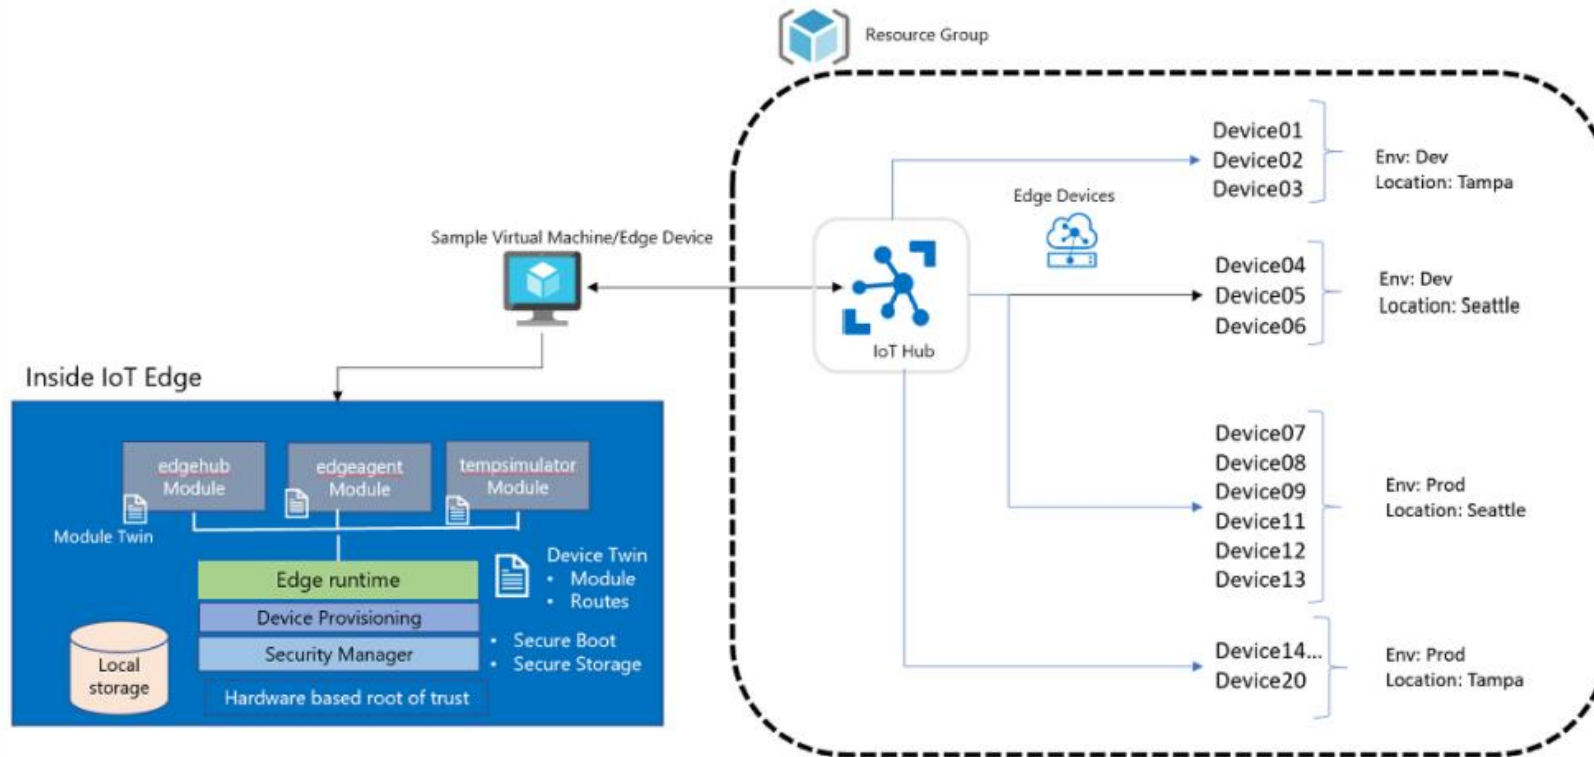 Resource Group
Device01
Device02
Device03
Env: Dev
Location: Tampa
Edge Devices
Sample Virtual Machine/Edge Device
IoT Hub
Device04
Device05
Device06
Env: Dev
Location: Seattle
Device07
Device08
Device09
Device11
Device12
Device13
Env: Prod
Location: Seattle
Device14...
Device20
Env: Prod
Location: Tampa
Inside IoT Edge
edgehub
Module
edgeagent
Module
tempsimulator
Module
Module Twin
Device Twin
• Module
• Routes
Edge runtime
Device Provisioning
Security Manager
• Secure Boot
• Secure Storage
Local
storage
Hardware based root of trust